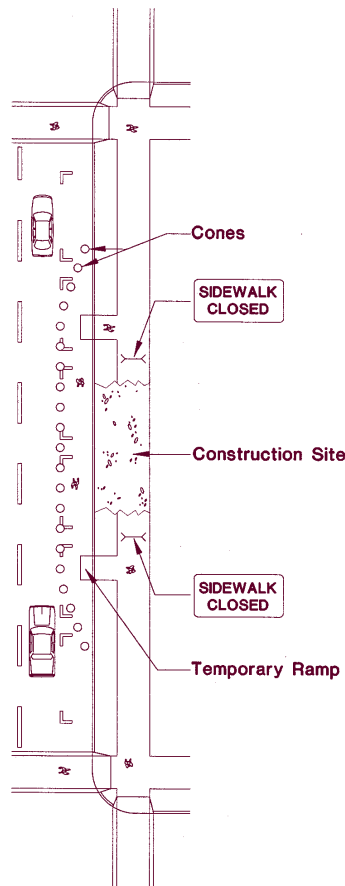 Cones
SIDEWALK
CLOSED
Construction Site
SIDEWALK
CLOSED
Temporary Ramp